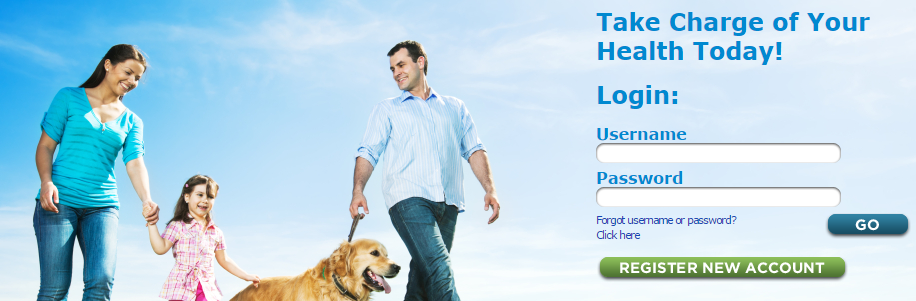 Take Charge of Your
Health Today!
Login:
Username
Password
Forgot username or password?
Click here
GO
REGISTER NEW ACCOUNT